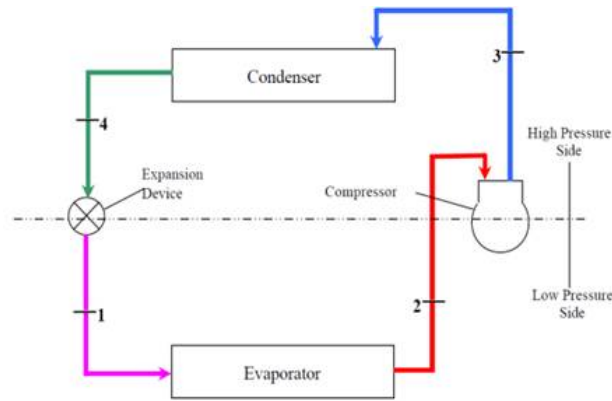 Condenser
3
4
High Pressure
Side
Expansion
Device
Compressor
Low Pressure
Side
1
2
Evaporator